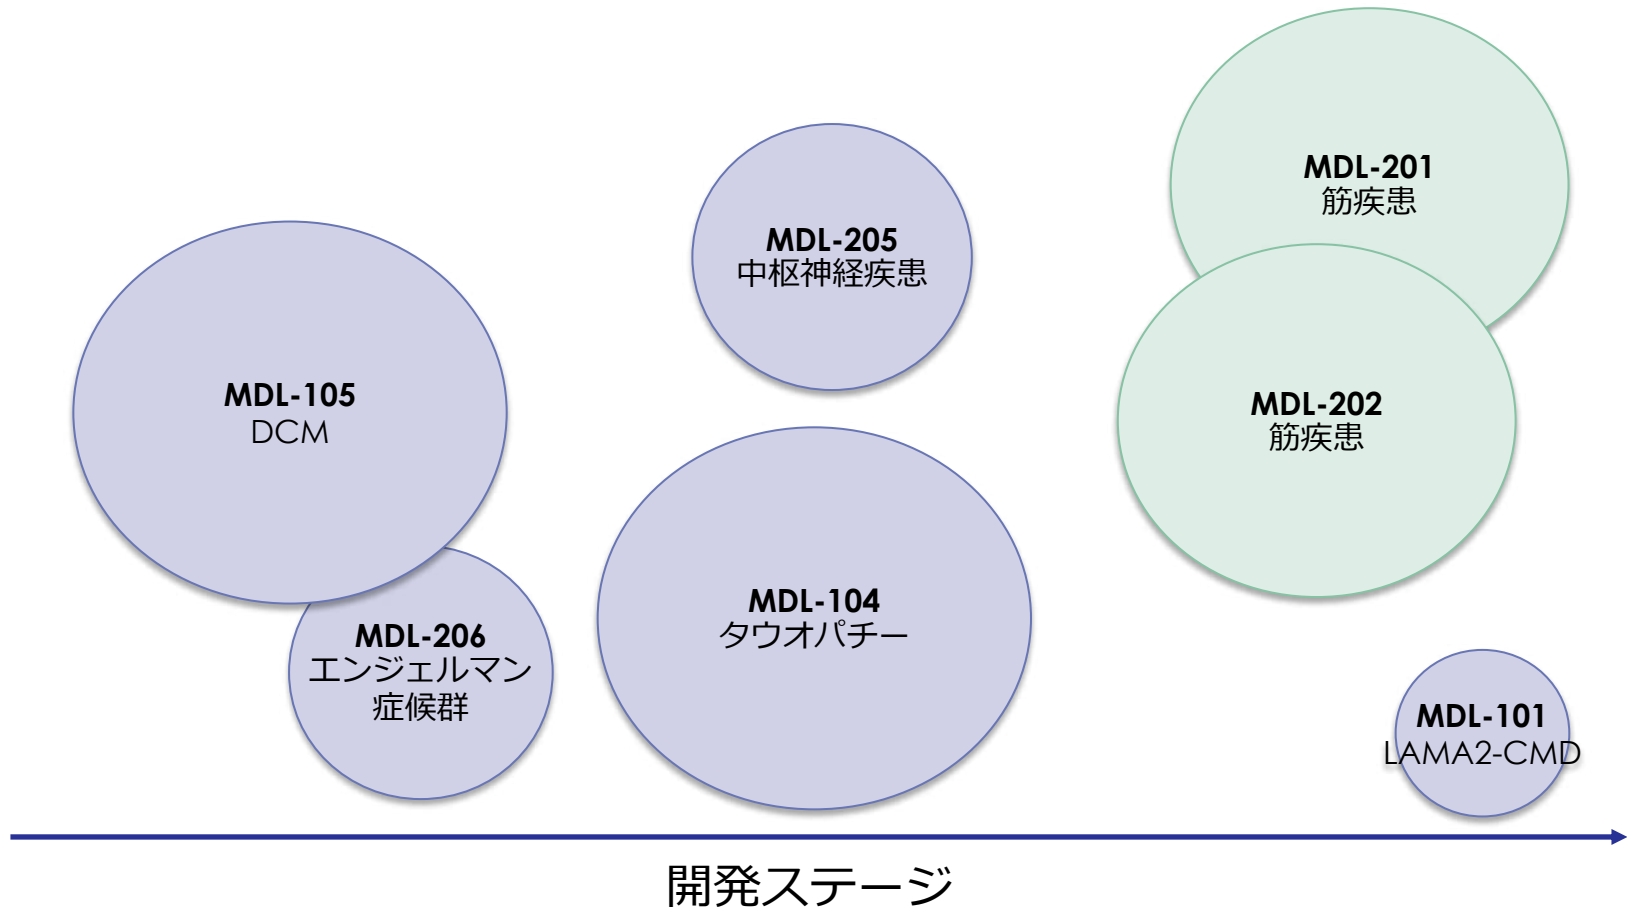 MDL-201
筋疾患
MDL-205
中枢神経疾患
MDL-105
DCM
MDL-202
筋疾患
MDL-104
タウオパチー
MDL-206
エンジェルマン
症候群
MDL-101
LAMA2-CMD
開発ステージ